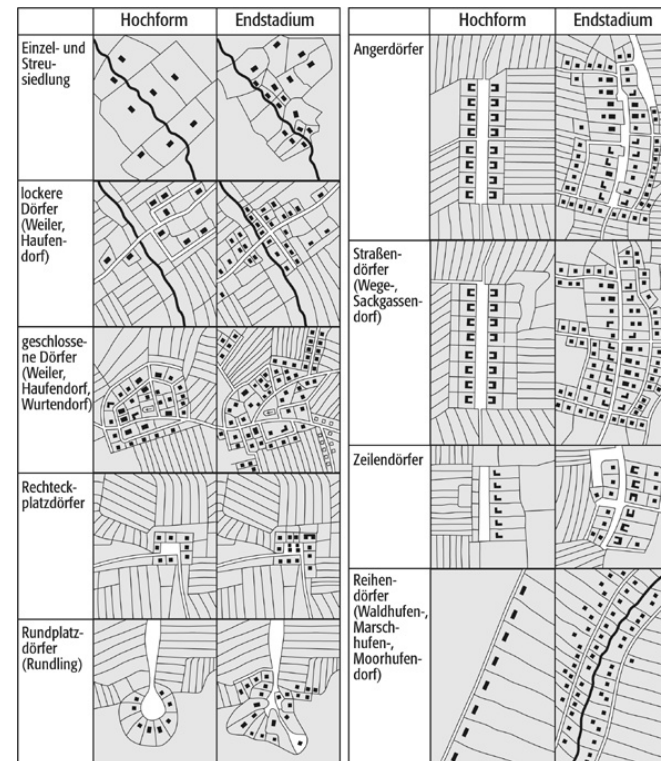 Hochform
Endstadium
Einzel- und
Streu-
siedlung
lockere
Dörfer
(Weiler,
Haufen-
dorf)
geschlosse-
ne Dörfer
(Weiler,
Haufendorf,
Wurtendorf)
Rechteck-
platzdörfer
Rundplatz-
dörfer
(Rundling)
Hochform
Endstadium
Angerdörfer
Straßen-
dörfer
(Wege-,
Sackgassen-
dorf)
Zeilendörfer
Reihen-
dörfer
(Waldhufen-,
Marsch-
hufen-,
Moorhufen-
dorf)